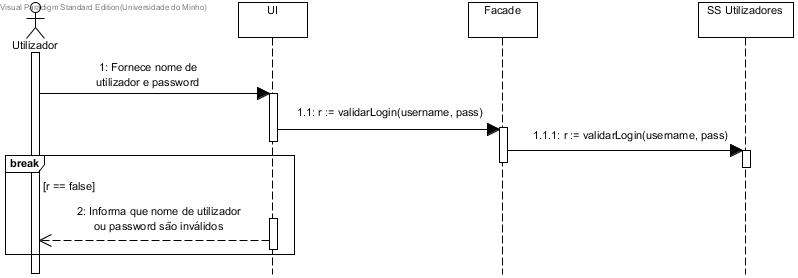 Visual Paradigm Standard Edition(Universidade do Minho)
UI
Facade
SS Utilizadores
Utilizador
1: Fornece nome de
utilizador e password
1.1: r := validarLogin(username, pass)
1.1.1: r := validarLogin(username, pass)
break
[r == false]
2: Informa que nome de utilizador
ou password são inválidos